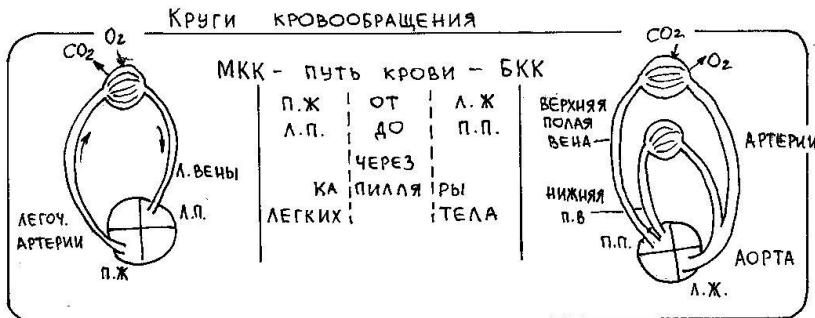 КРУГИ КРОВООБРАЩЕНИЯ
CO2 O2
МКК - ПУТЬ КРОВИ - БКК
П.Ж ОТ Л.Ж
Л.П. ДО П.П.
ЧЕРЕЗ
КА ПИЛЛЯ РЫ
ЛЕГКИХ ТЕЛА
Л. ВЕНЫ
Л.П.
ЛЕГОЧ.
АРТЕРИИ
П.Ж
CO2
O2
ВЕРХНЯЯ
ПОЛАЯ
ВЕНА
АРТЕРИИ
НИЖНЯЯ
П.В
П.П.
АОРТА
Л.Ж.